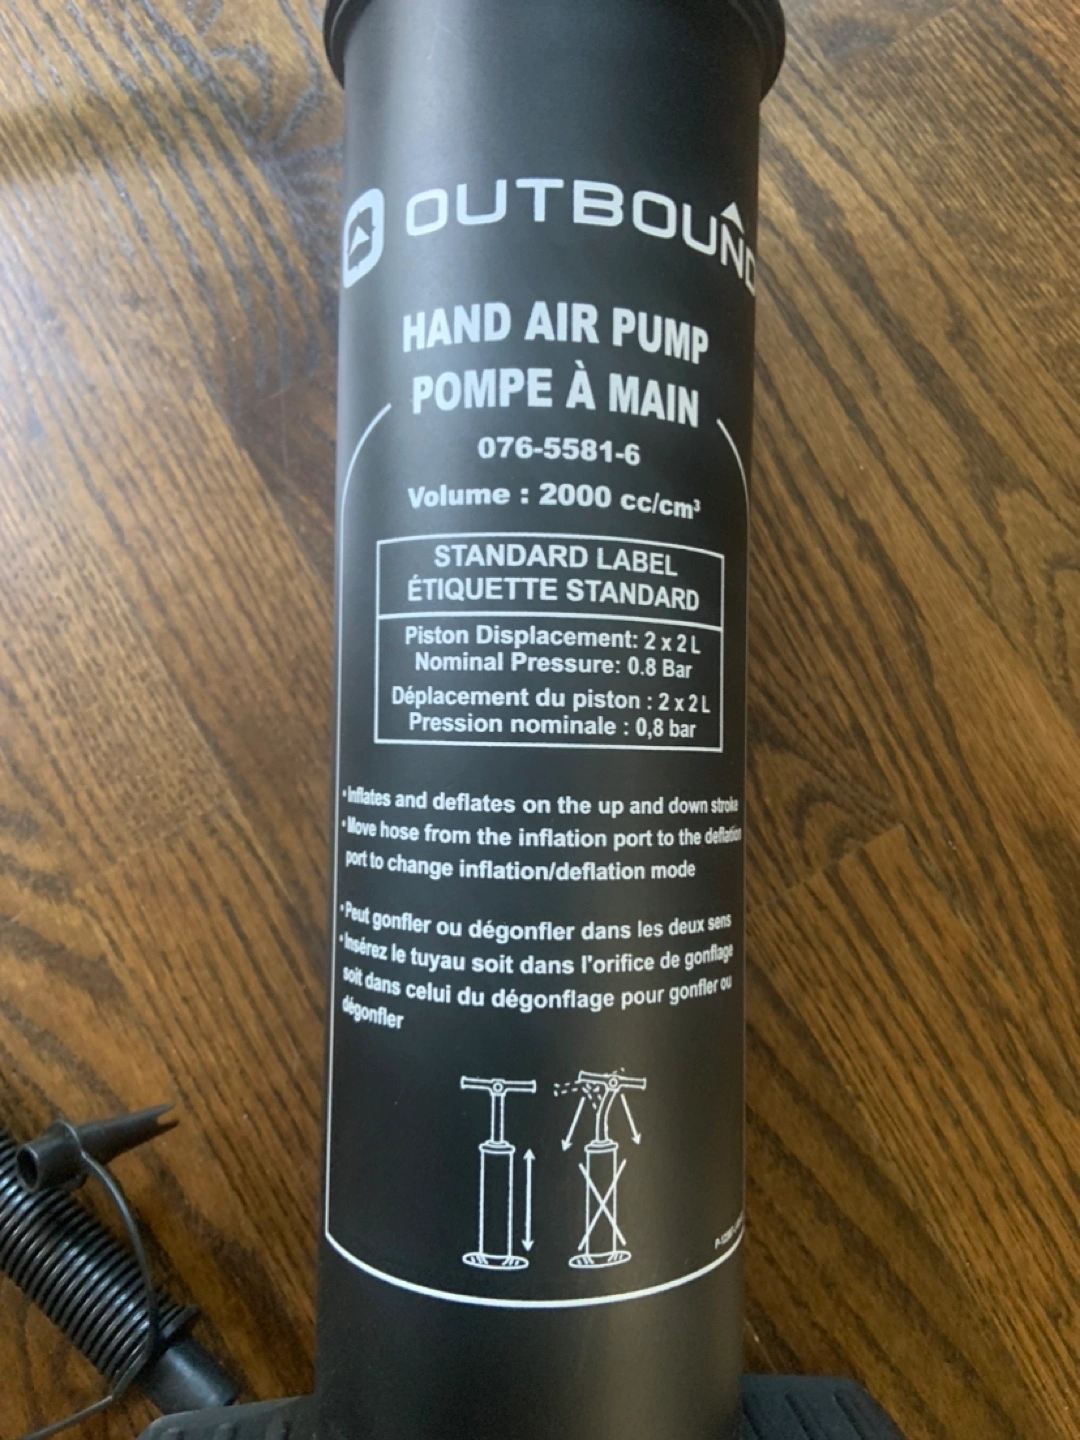 OUTBOUND
HAND AIR PUMP
POMPE À MAIN
076-5581-6
Volume : 2000 cc/cm³
STANDARD LABEL
ÉTIQUETTE STANDARD
Piston Displacement: 2 x 2 L
Nominal Pressure: 0.8 Bar
Déplacement du piston : 2 x 2 L
Pression nominale : 0,8 bar
•Inflates and deflates on the up and down stroke
•Move hose from the inflation port to the deflation
port to change inflation/deflation mode
•Peut gonfler ou dégonfler dans les deux sens
•Insérez le tuyau soit dans l'orifice de gonflage
soit dans celui du dégonflage pour gonfler ou
dégonfler